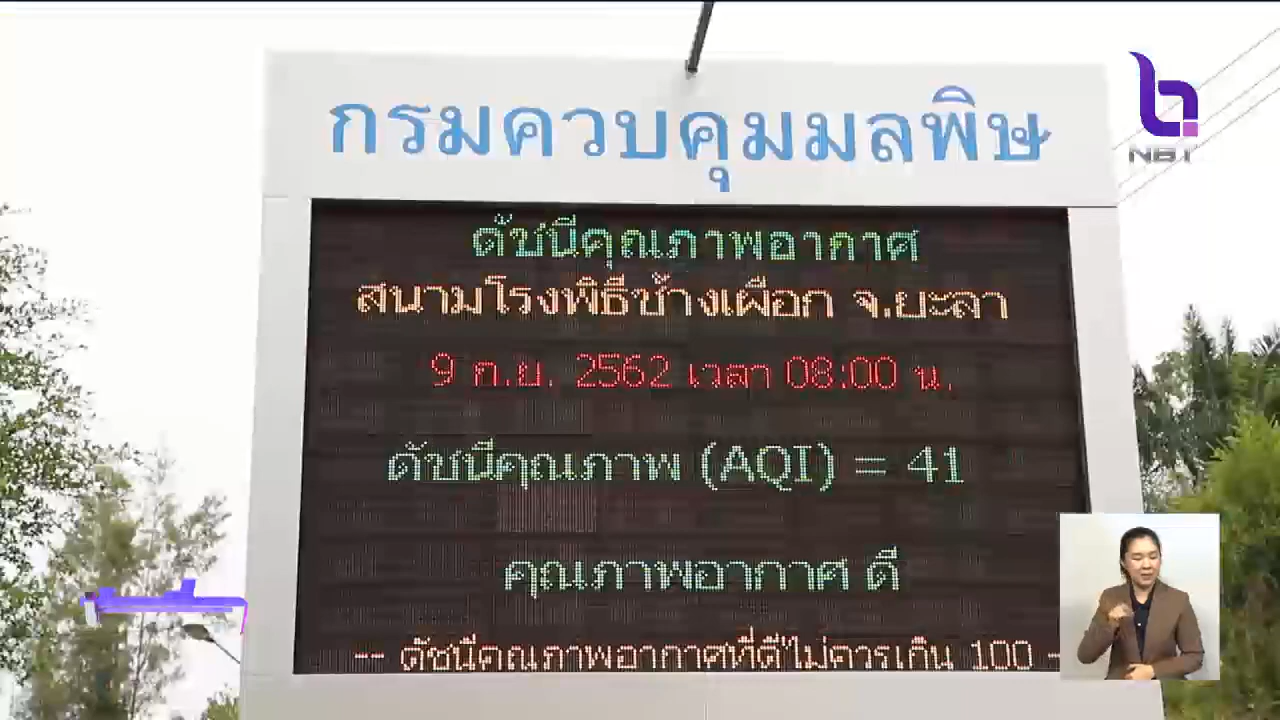 กรมควบคุมมลพิษ
NBT
ดัชนีคุณภาพอากาศ
สนามโรงพิธีช้างเผือก จ.ยะลา
9 ก.ย. 2562 เวลา 08:00 น.
ดัชนีคุณภาพ (AQI) = 41
คุณภาพอากาศ ดี
-- ดัชนีคุณภาพอากาศที่ดีไม่ควรเกิน 100 -